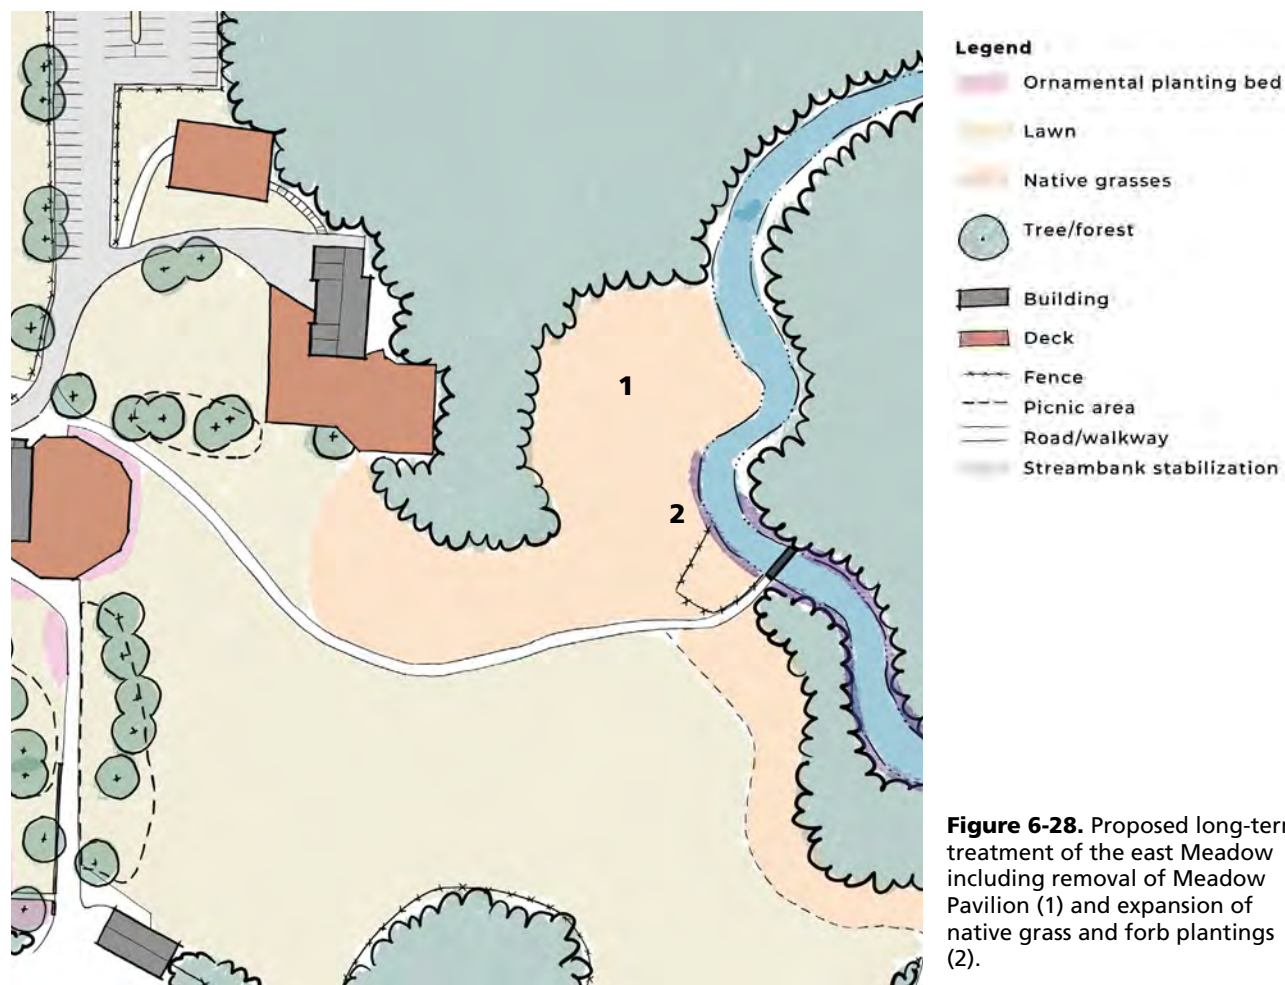 1
2
Legend
Ornamental planting bed
Lawn
Native grasses
Tree/forest
Building
Deck
Fence
Picnic area
Road/walkway
Streambank stabilization
Figure 6-28. Proposed long-term
treatment of the east Meadow
including removal of Meadow
Pavilion (1) and expansion of
native grass and forb plantings
(2).